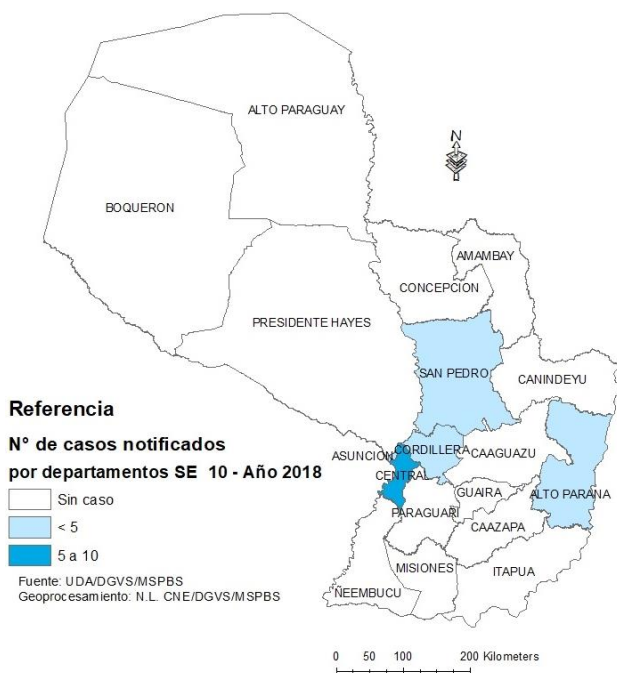 ALTO PARAGUAY
N
BOQUERON
AMAMBAY
CONCEPCION
PRESIDENTE HAYES
SAN PEDRO
CANINDEYU
Referencia
N° de casos notificados
por departamentos SE 10 - Año 2018
Sin caso
< 5
5 a 10
Fuente: UDA/DGVS/MSPBS
Geoprocesamiento: N.L. CNE/DGVS/MSPBS
ASUNCION
CORDILLERA
CAAGUAZU
CENTRAL
GUAIRA
ALTO PARANA
PARAGUARI
CAAZAPA
MISIONES
ITAPUA
ÑEEMBUCU
0 50 100 200 Kilometers